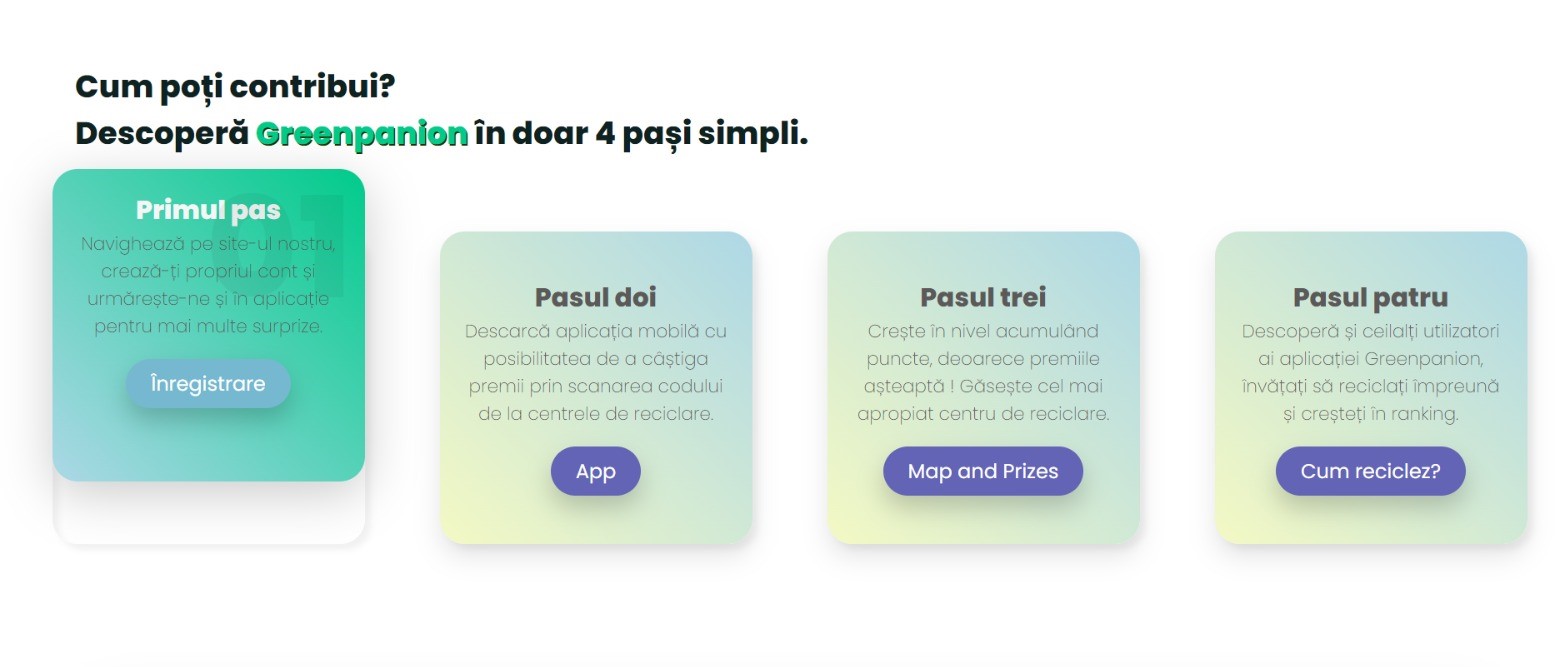 Cum poți contribui?
Descoperă Greenpanion în doar 4 pași simpli.
01
Primul pas
Navighează pe site-ul nostru,
crează-ți propriul cont și
urmărește-ne și în aplicație
pentru mai multe surprize.
Înregistrare
Pasul doi
Descarcă aplicația mobilă cu
posibilitatea de a câștiga
premii prin scanarea codului
de la centrele de reciclare.
App
Pasul trei
Crește în nivel acumulând
puncte, deoarece premiile
așteaptă ! Găsește cel mai
apropiat centru de reciclare.
Map and Prizes
Pasul patru
Descoperă și ceilalți utilizatori
ai aplicației Greenpanion,
învățați să reciclați împreună
și creșteți în ranking.
Cum reciclez?